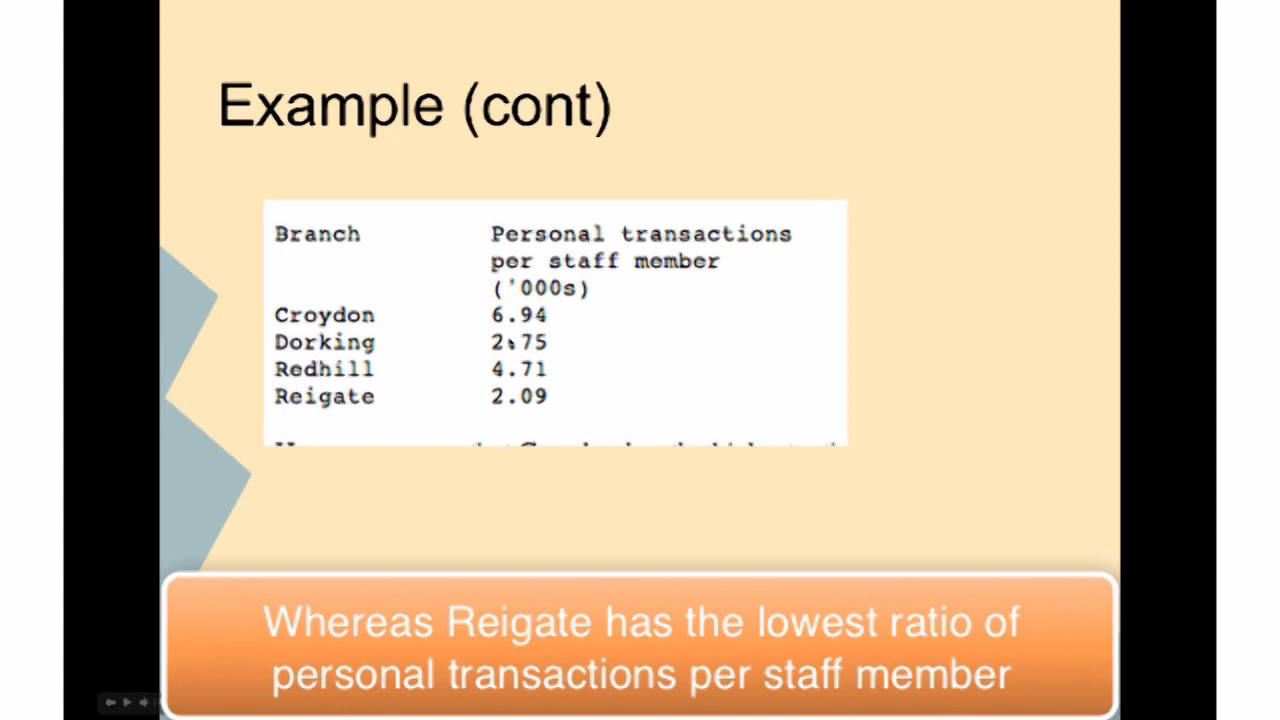 Example (cont)
Branch Personal transactions
per staff member
('000s)
Croydon 6.94
Dorking 2.75
Redhill 4.71
Reigate 2.09
Whereas Reigate has the lowest ratio of
personal transactions per staff member